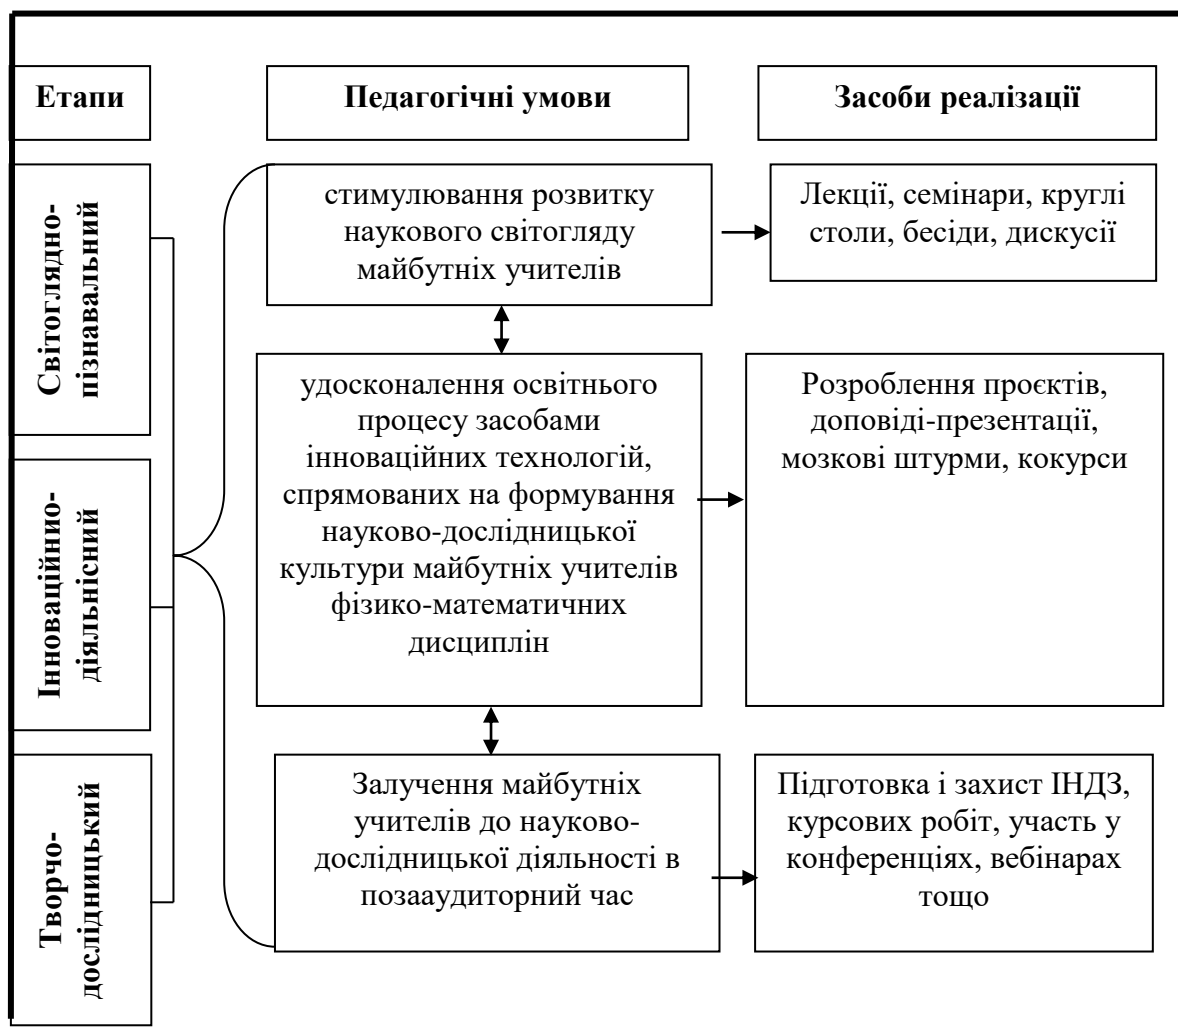 Етапи
Педагогічні умови
Засоби реалізації
Світоглядно-
пізнавальний
стимулювання розвитку
наукового світогляду
майбутніх учителів
Лекції, семінари, круглі
столи, бесіди, дискусії
Інноваційнио-
діяльнісний
удосконалення освітнього
процесу засобами
інноваційних технологій,
спрямованих на формування
науково-дослідницької
культури майбутніх учителів
фізико-математичних
дисциплін
Розроблення проєктів,
доповіді-презентації,
мозкові штурми, кокурси
Творчо-
дослідницький
Залучення майбутніх
учителів до науково-
дослідницької діяльності в
позааудиторний час
Підготовка і захист ІНДЗ,
курсових робіт, участь у
конференціях, вебінарах
тощо